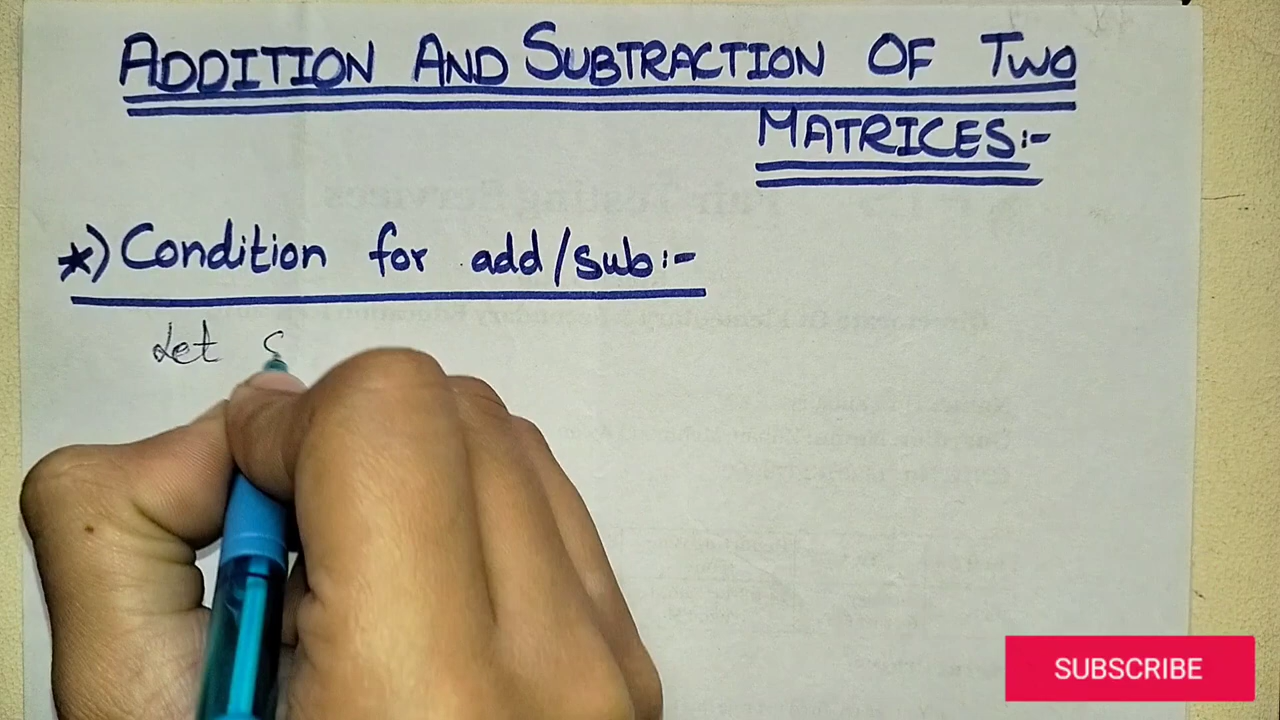 ADDITION AND SUBTRACTION OF TWO
MATRICES:-
*) Condition for add/sub:-
Let S
SUBSCRIBE